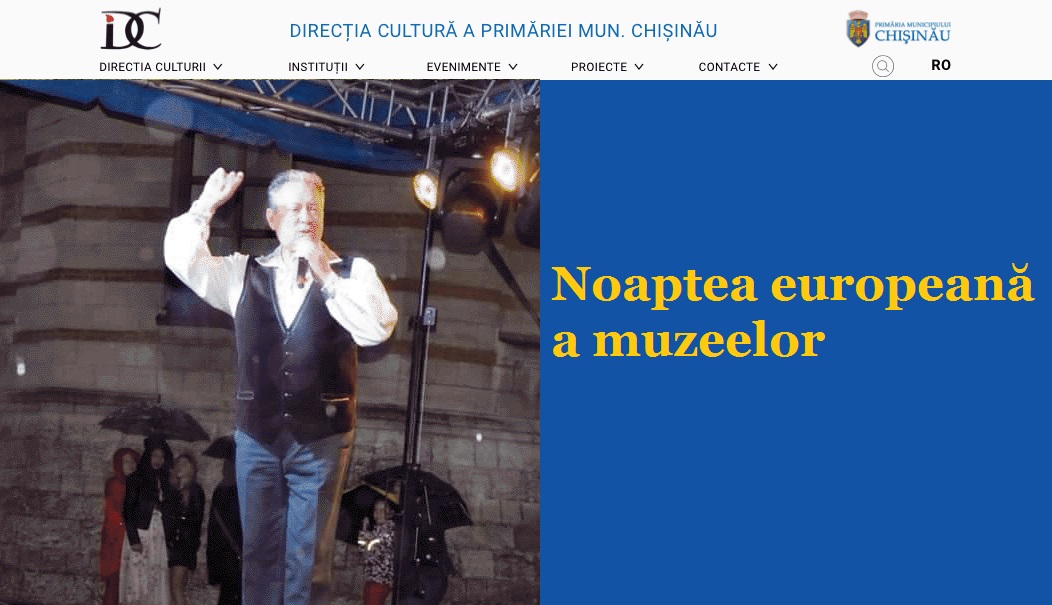 DC
DIRECȚIA CULTURĂ A PRIMĂRIEI MUN. CHIȘINĂU
PRIMĂRIA MUNICIPIULUI
CHIȘINĂU
DIRECTIA CULTURII
INSTITUȚII
EVENIMENTE
PROIECTE
CONTACTE
RO
Noaptea europeană
a muzeelor